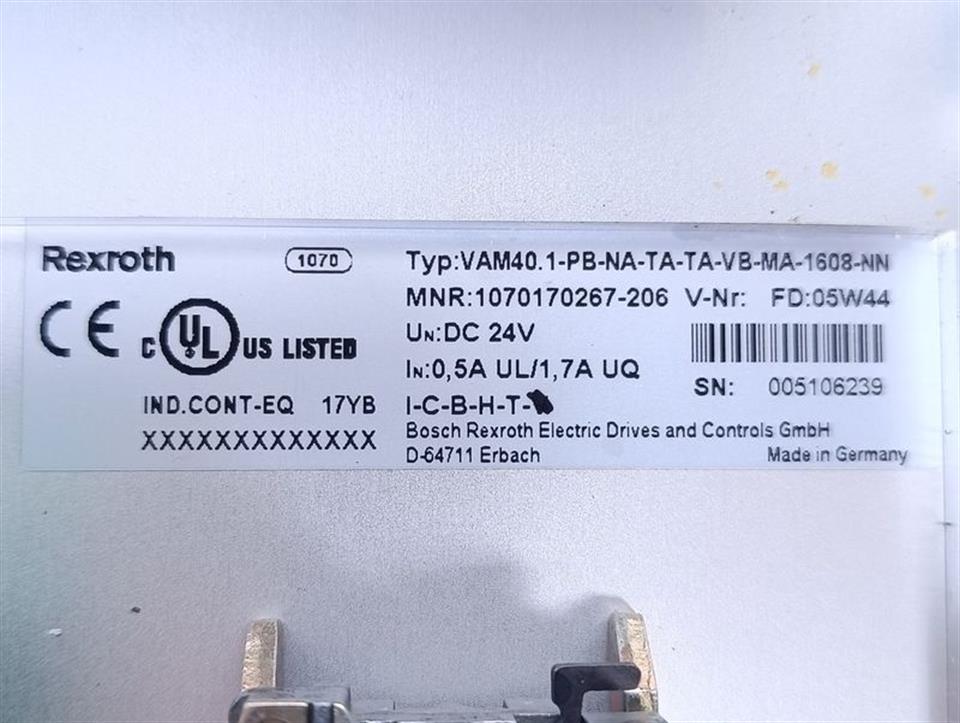 Rexroth 1070 Typ:VAM40.1-PB-NA-TA-TA-VB-MA-1608-NN
MNR:1070170267-206 V-Nr: FD:05W44
CE C UL US LISTED UN:DC 24V
IN:0,5A UL/1,7A UQ
SN: 005106239
IND.CONT-EQ 17YB I-C-B-H-T-
XXXXXXXXXXXXX Bosch Rexroth Electric Drives and Controls GmbH
D-64711 Erbach Made in Germany